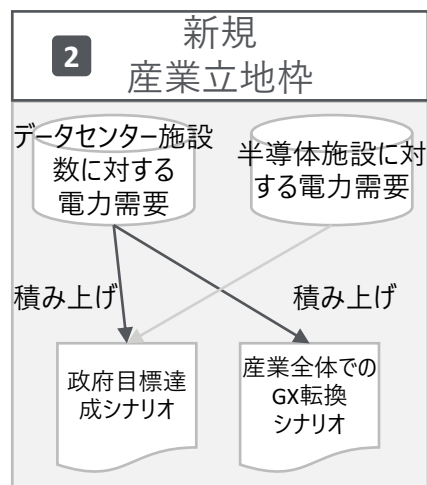 2
新規
産業立地枠
データセンター施設
数に対する
電力需要
半導体施設に対
する電力需要
積み上げ
積み上げ
政府目標達
成シナリオ
産業全体での
GX転換
シナリオ